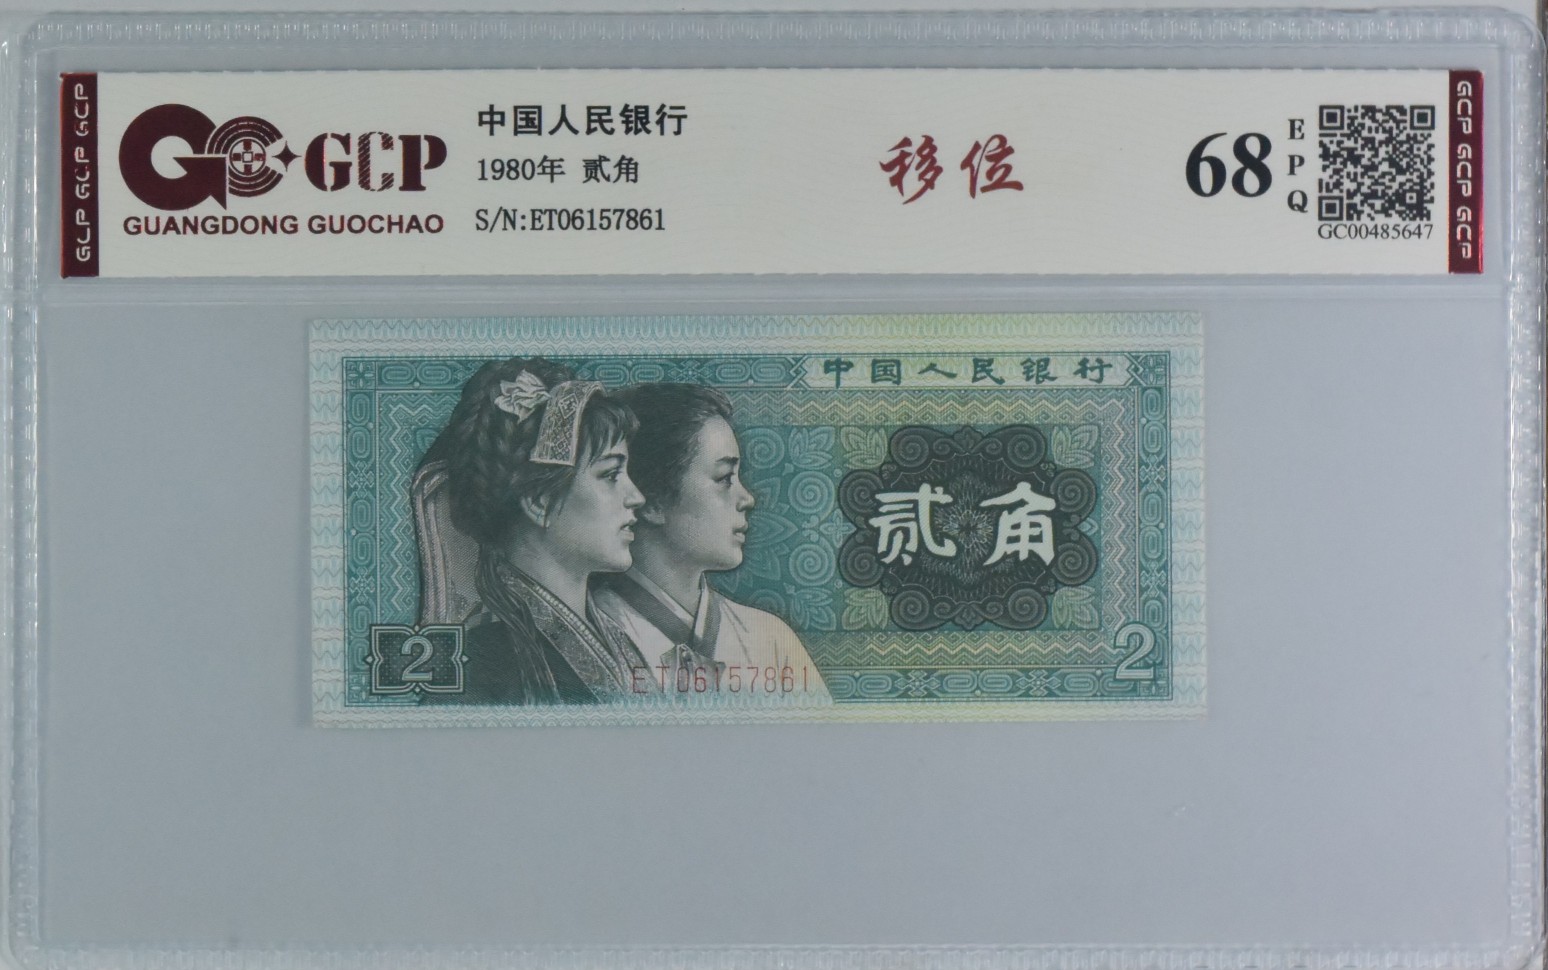 GCP GCP GCP
GCP
GUANGDONG GUOCHAO
中国人民银行
1980年 贰角
S/N:ET06157861
移位
68
E
P
Q
GC00485647
GCP GCP GCP
中国人民银行
贰角
2
2
ET06157861